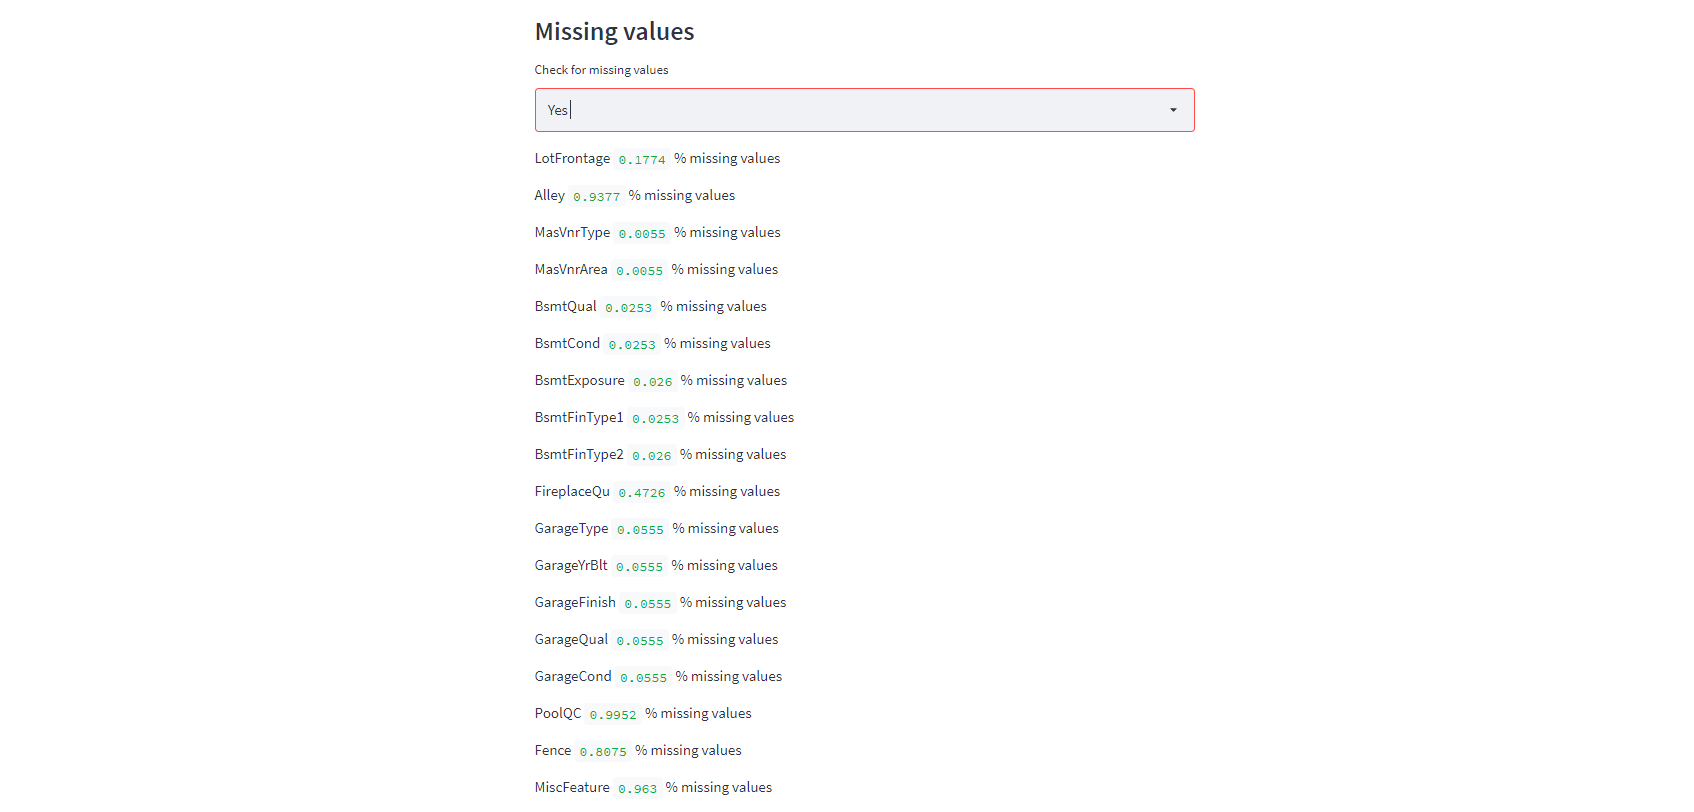 Missing values
Check for missing values
Yes
LotFrontage 0.1774 % missing values
Alley 0.9377 % missing values
MasVnrType 0.0055 % missing values
MasVnrArea 0.0055 % missing values
BsmtQual 0.0253 % missing values
BsmtCond 0.0253 % missing values
BsmtExposure 0.026 % missing values
BsmtFinType1 0.0253 % missing values
BsmtFinType2 0.026 % missing values
FireplaceQu 0.4726 % missing values
GarageType 0.0555 % missing values
GarageYrBlt 0.0555 % missing values
GarageFinish 0.0555 % missing values
GarageQual 0.0555 % missing values
GarageCond 0.0555 % missing values
PoolQC 0.9952 % missing values
Fence 0.8075 % missing values
MiscFeature 0.963 % missing values